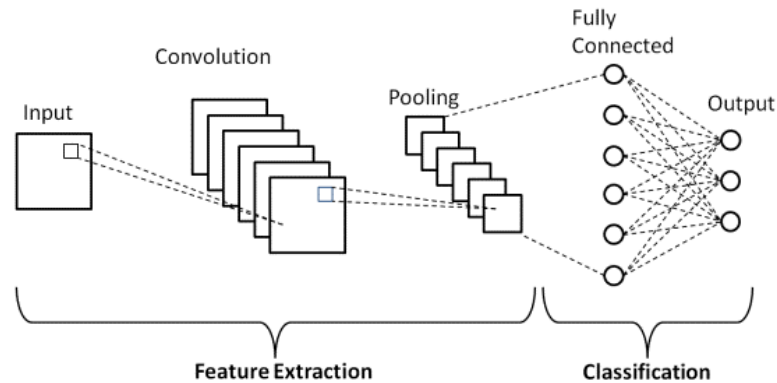 Input
Convolution
Pooling
Fully
Connected
Output
Feature Extraction
Classification